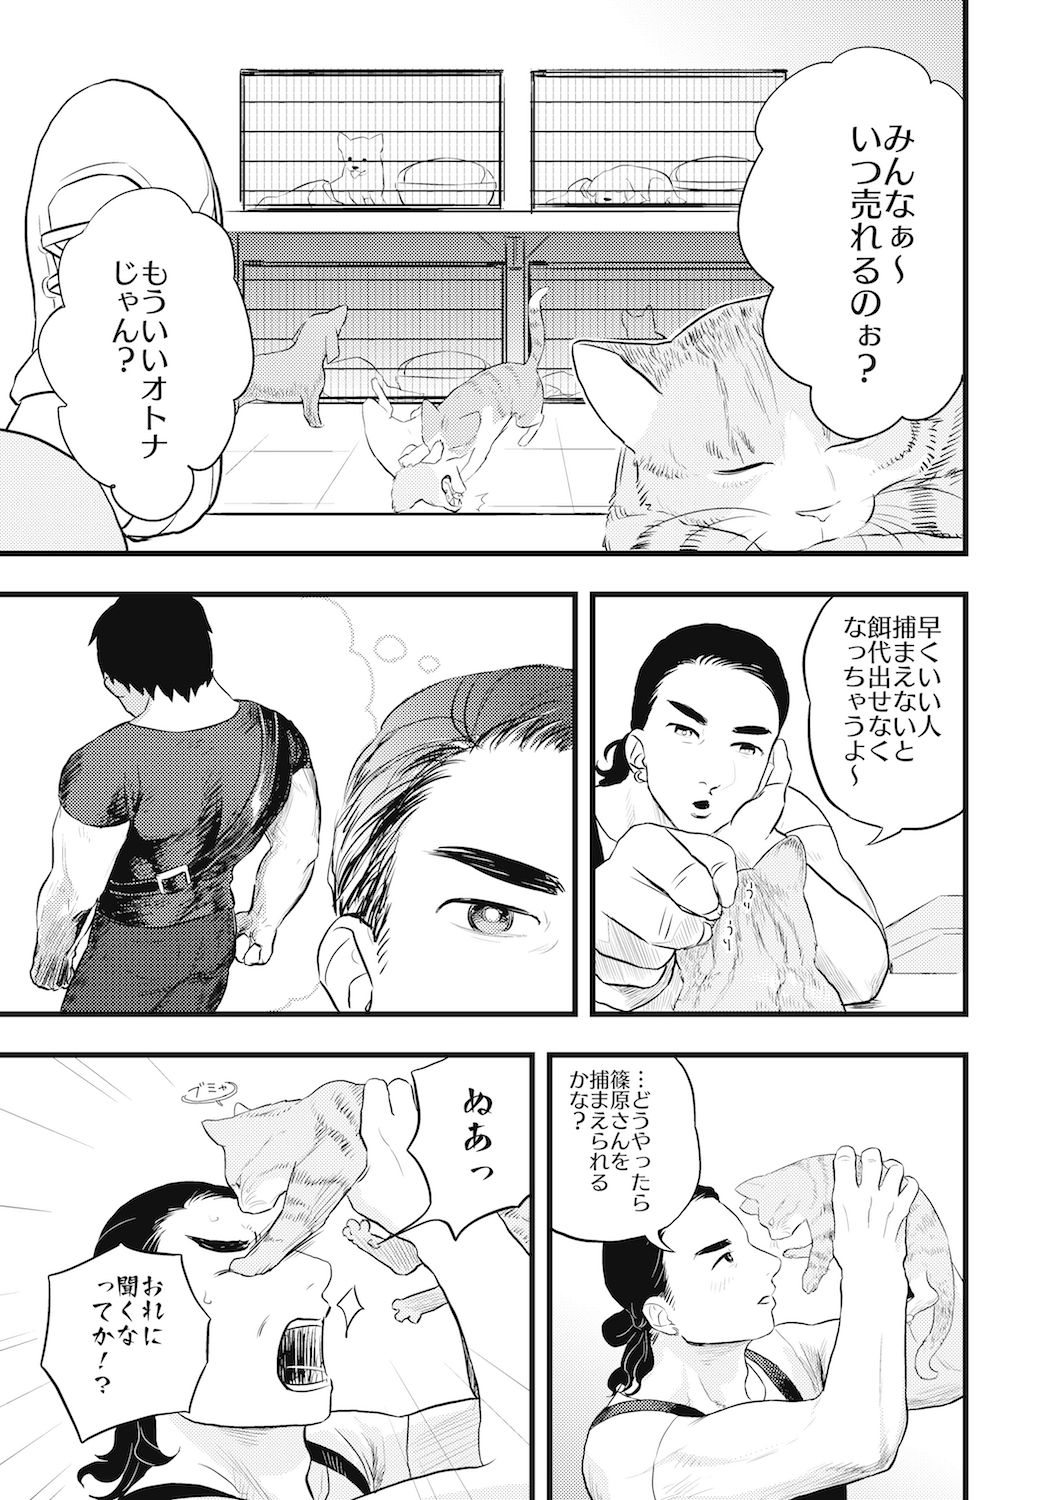 みんなぁ～
いつ売れるのぉ？
もういいオトナ
じゃん？
早くいい人
捕まえないと
餌代出せなく
なっちゃうよ～
うり
うり
…どうやったら
篠原さんを
捕まえられる
かな？
ぬあっ
ブミャ
おれに
聞くな
ってか！？